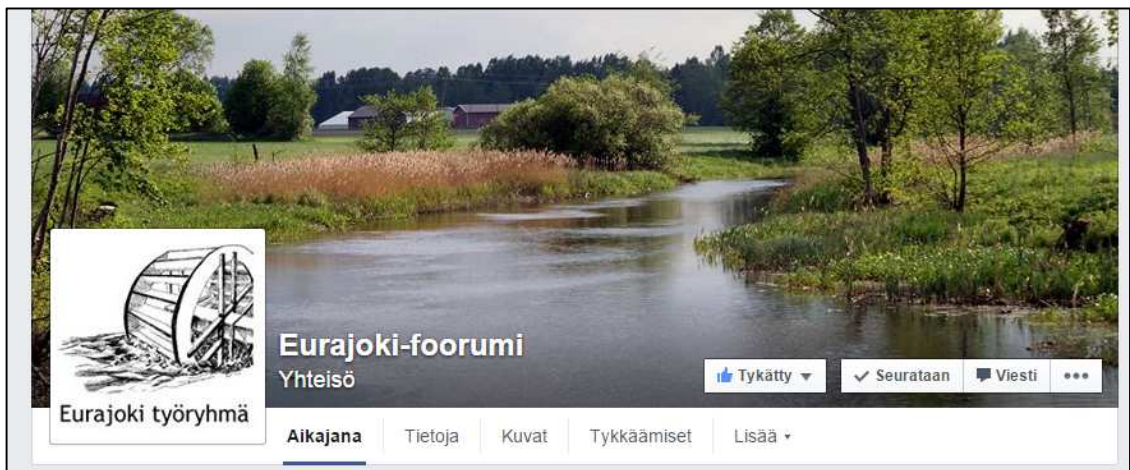 Eurajoki-foorumi
Yhteisö
Tykätty
Seurataan
Viesti
Eurajoki työryhmä
Aikajana
Tietoja
Kuvat
Tykkäämiset
Lisää